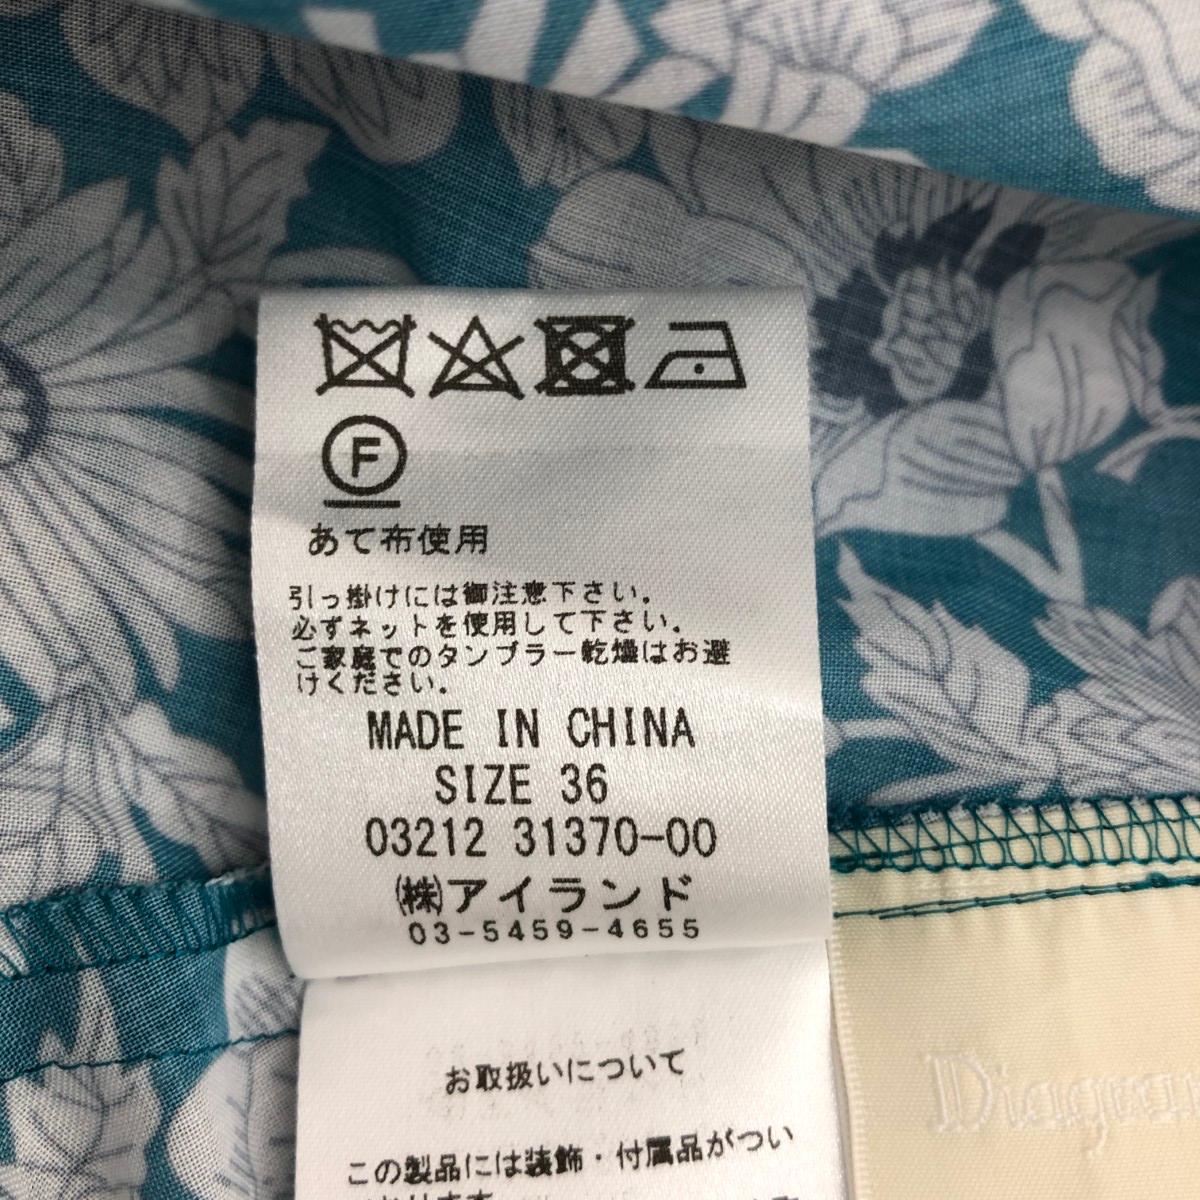 F
あて布使用
引っ掛けには御注意下さい。
必ずネットを使用して下さい。
ご家庭でのタンブラー乾燥はお避
けください。
MADE IN CHINA
SIZE 36
03212 31370-00
㈱アイランド
03-5459-4655
お取扱いについて
この製品には装飾・付属品がつい